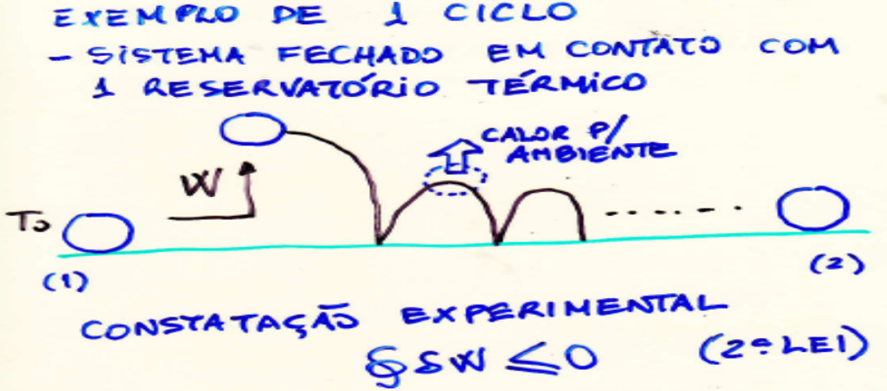 EXEMPLO DE 1 CICLO
- SISTEMA FECHADO EM CONTATO COM
1 RESERVATÓRIO TÉRMICO
CALOR P/
AMBIENTE
W
To
(1)
(2)
CONSTATAÇÃO EXPERIMENTAL
∮δW ≤ 0 (2ª LEI)